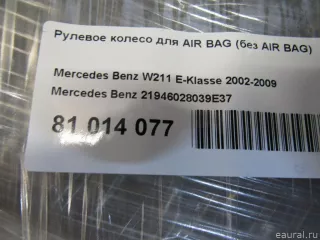 Рулевое колесо для AIR BAG (без AIR BAG)
Mercedes Benz W211 E-Klasse 2002-2009
Mercedes Benz 21946028039E37
81 014 077
© eaural.ru